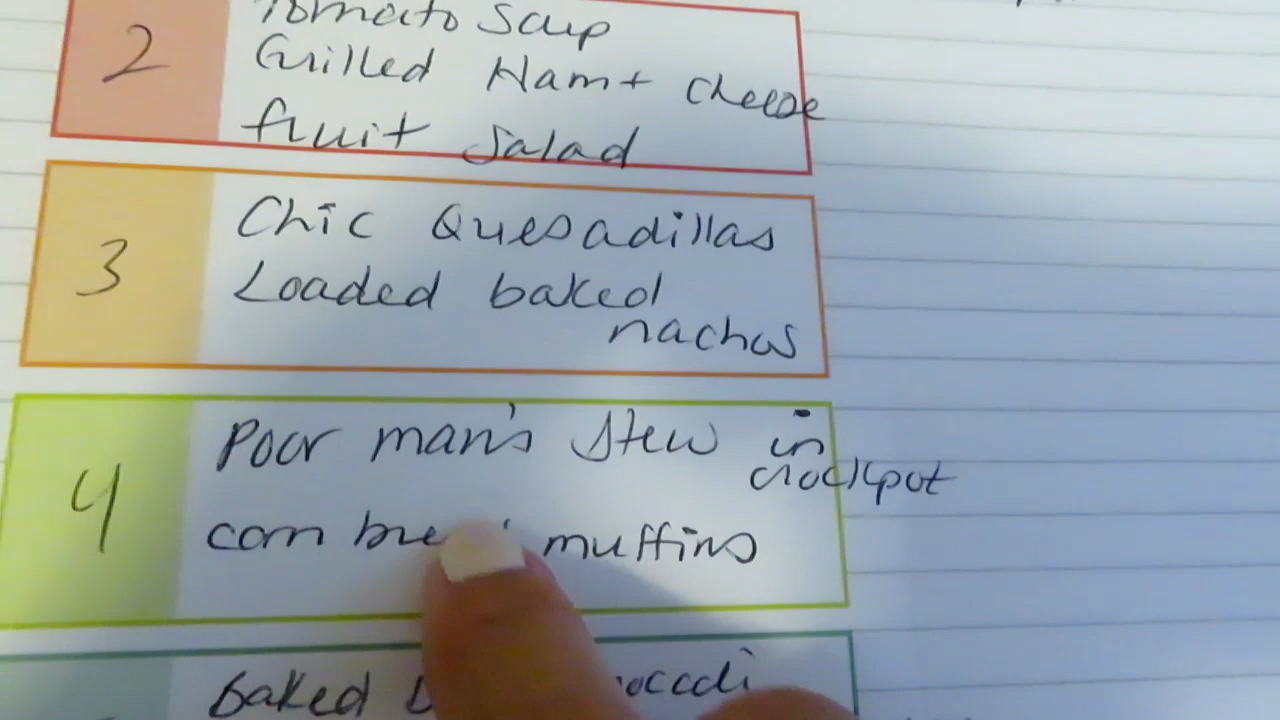 2
Tomato Soup
Grilled Ham + Cheese
fruit Salad
3
Chic Quesadillas
Loaded baked
nachos
4
Poor man's Stew in
crockpot
corn muffins
Baked